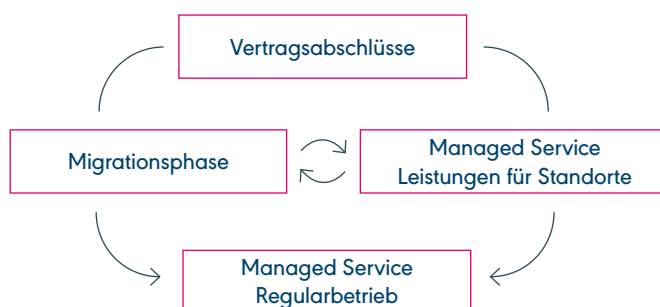 Vertragsabschlüsse
Migrationsphase
Managed Service
Leistungen für Standorte
Managed Service
Regularbetrieb